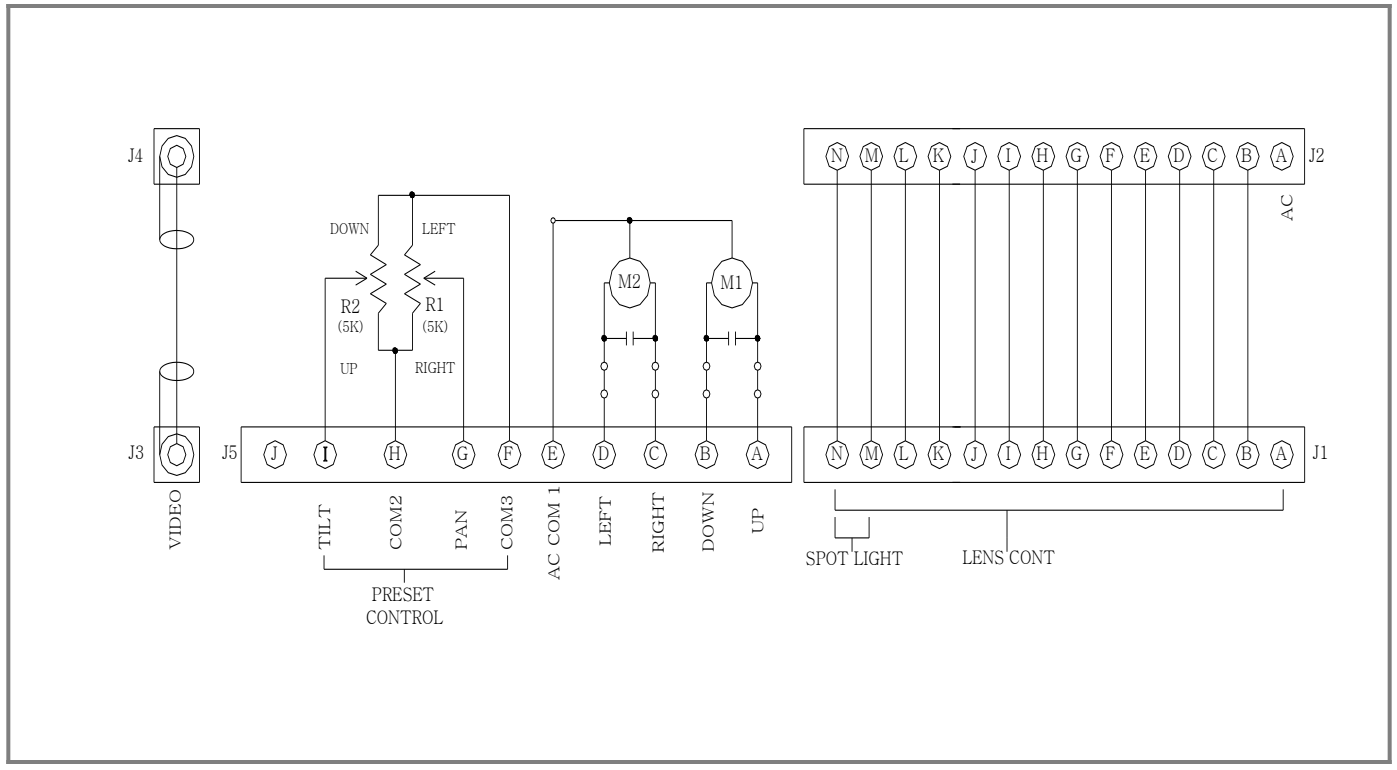 J4
N M L K J I H G F E D C B A
J2
AC
DOWN
LEFT
R2
(5K)
R1
(5K)
UP
RIGHT
M2
M1
J3
VIDEO
J5
J I H G F E D C B A
TILT
COM2
PAN
COM3
AC COM 1
LEFT
RIGHT
DOWN
UP
PRESET
CONTROL
N M L K J I H G F E D C B A
J1
SPOT LIGHT
LENS CONT